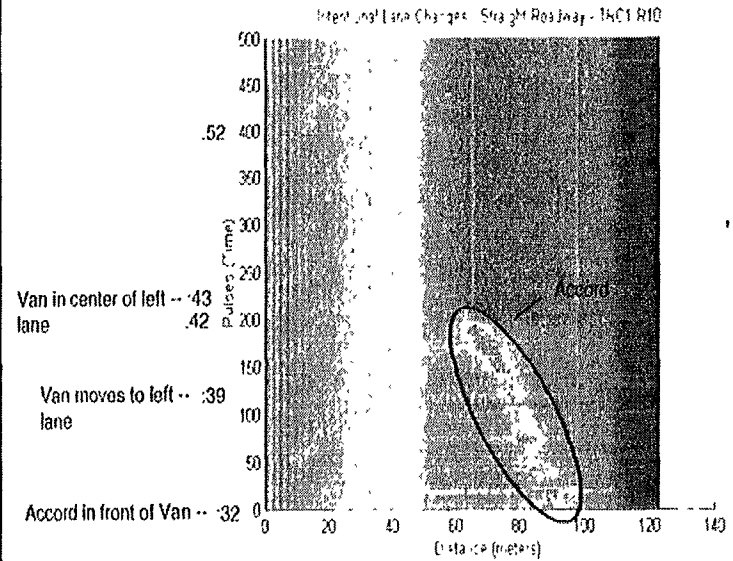 Intentional Lane Changes - Straight Roadway - 1HC1 R10
500
450
.52 400
350
300
250
Van in center of left -- :43
lane
.42 200
150
Van moves to left -- :39
lane
100
50
Accord in front of Van -- :32 0
Pulses (Time)
Accord
0 20 40 60 80 100 120 140
Distance (meters)